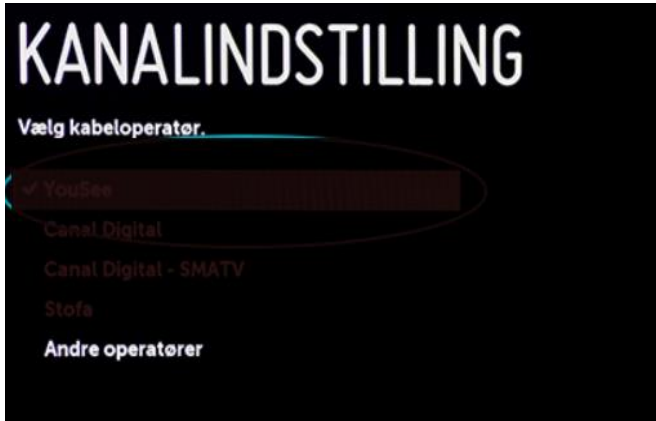 KANALINDSTILLING
Vælg kabeloperatør.
YouSee
Canal Digital
Canal Digital - SMATV
Stofa
Andre operatører